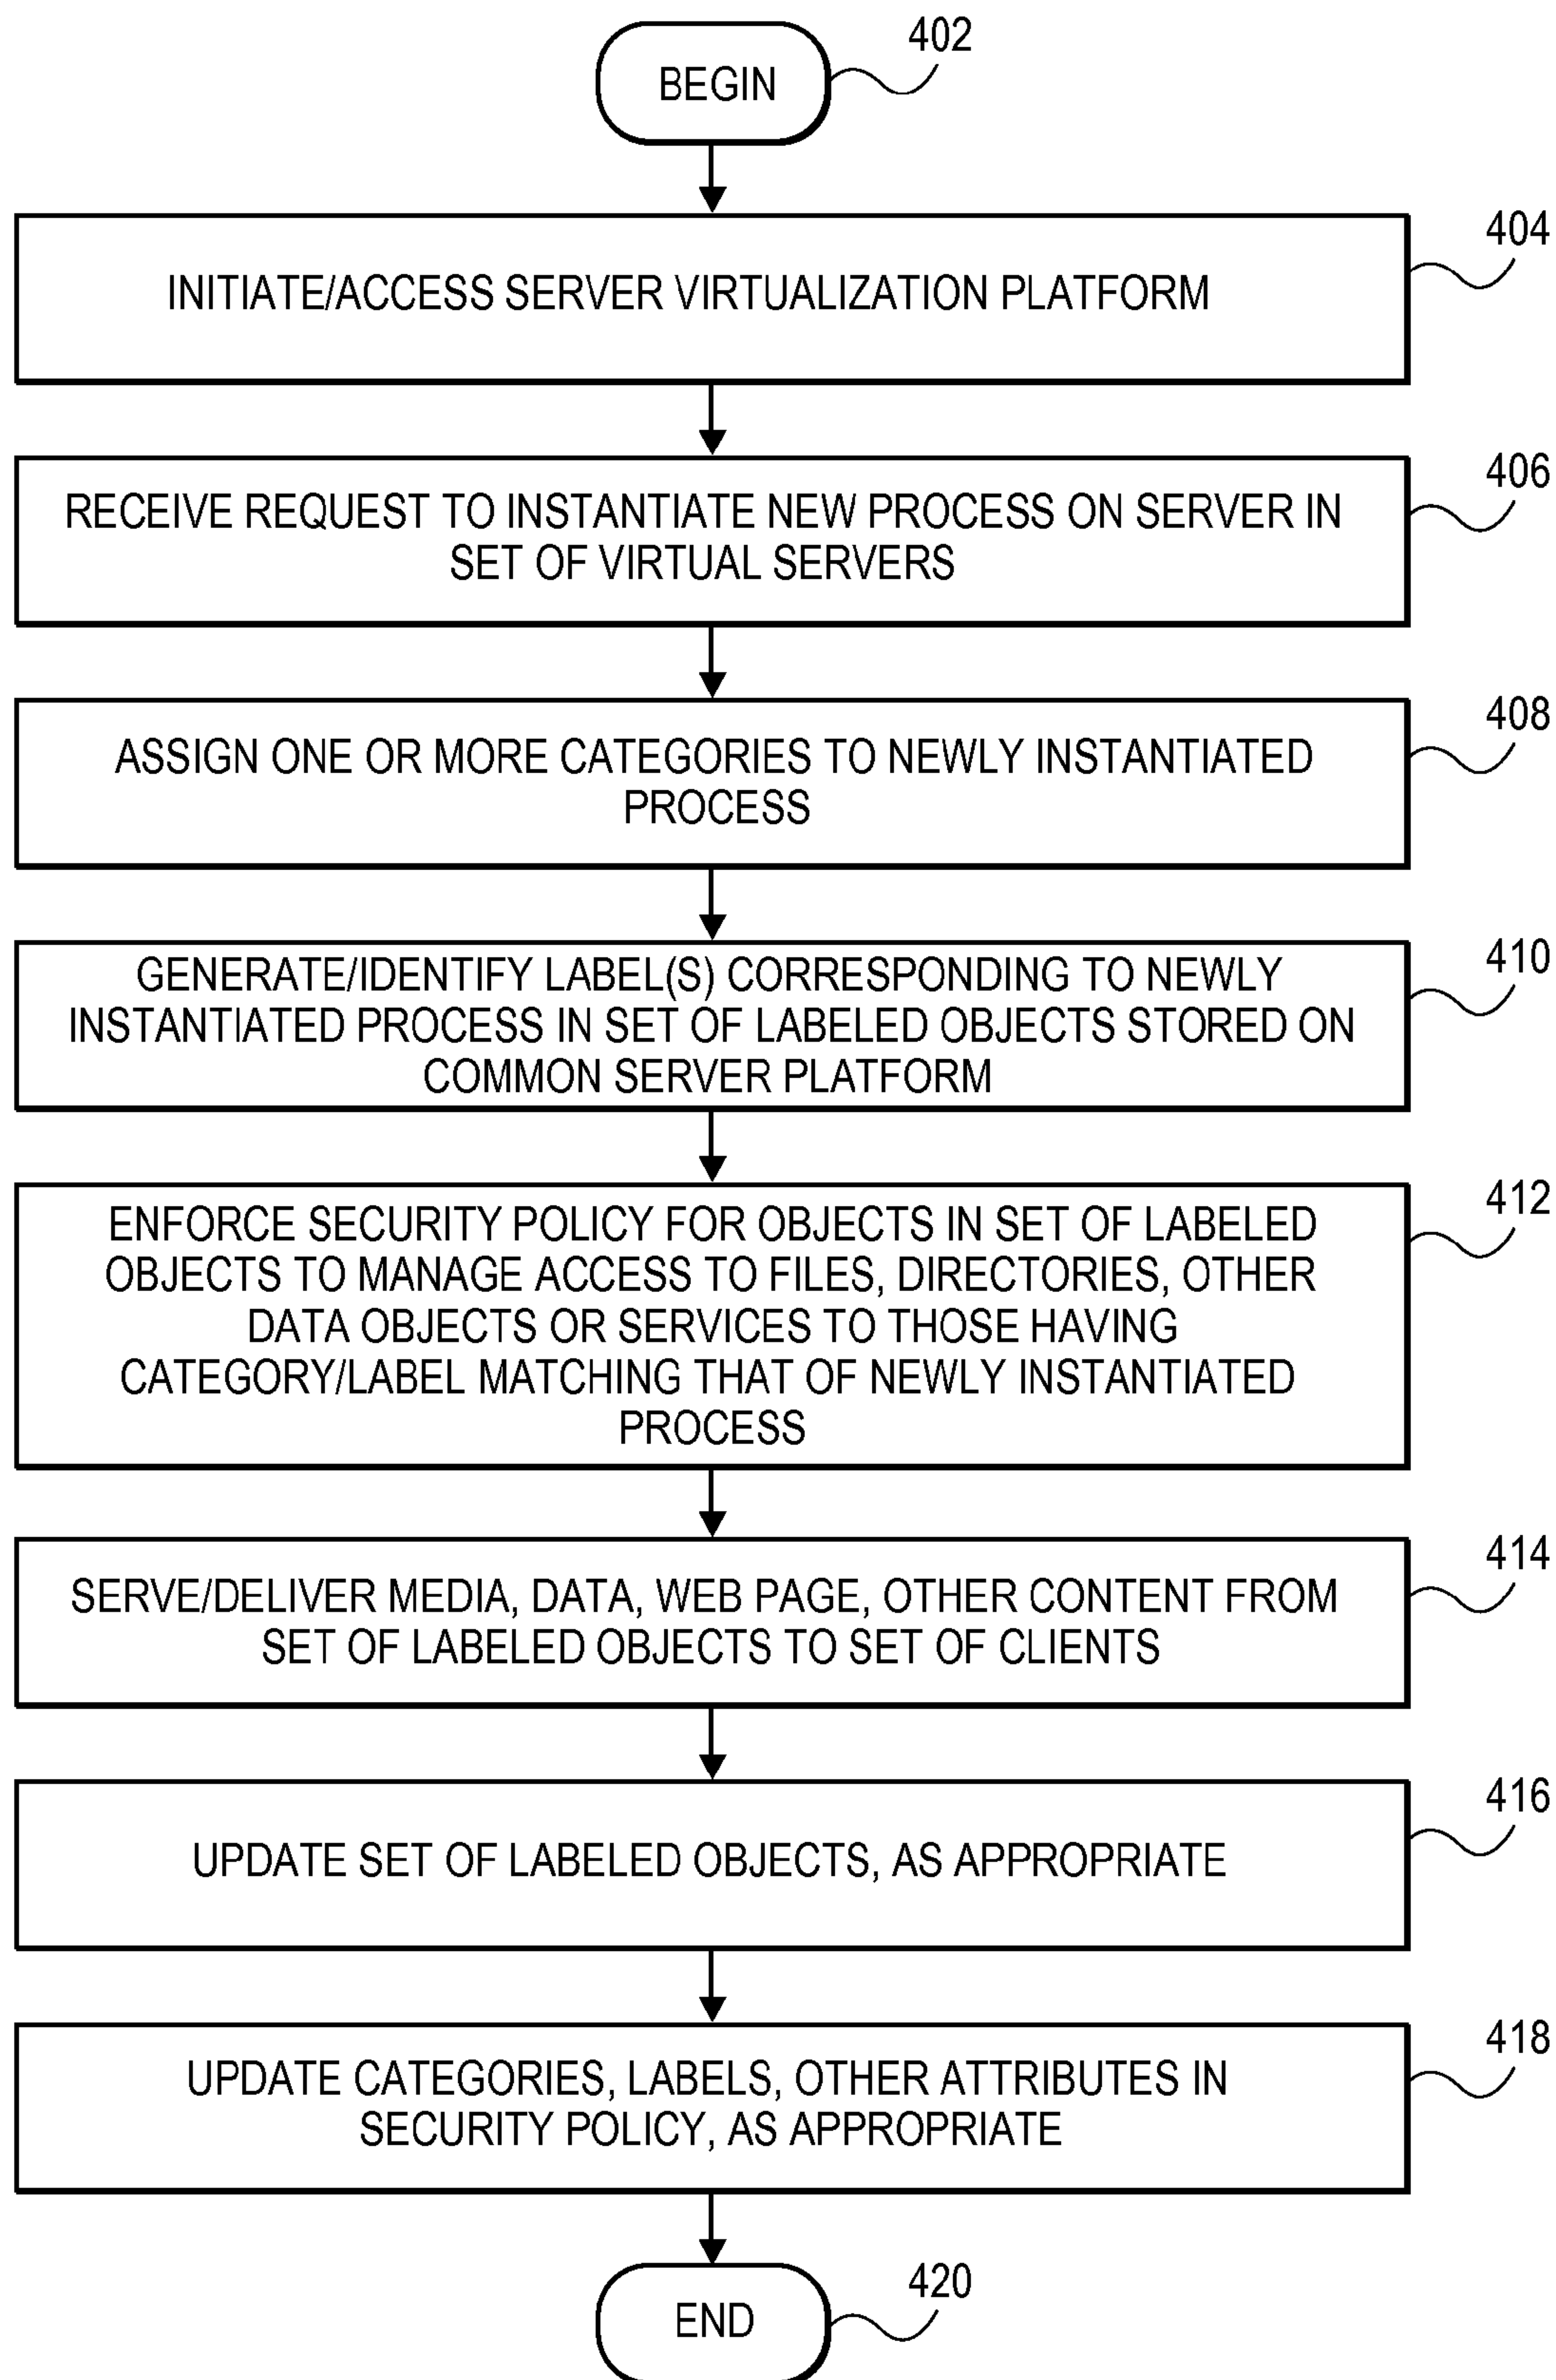 BEGIN
402
INITIATE/ACCESS SERVER VIRTUALIZATION PLATFORM
404
RECEIVE REQUEST TO INSTANTIATE NEW PROCESS ON SERVER IN
SET OF VIRTUAL SERVERS
406
ASSIGN ONE OR MORE CATEGORIES TO NEWLY INSTANTIATED
PROCESS
408
GENERATE/IDENTIFY LABEL(S) CORRESPONDING TO NEWLY
INSTANTIATED PROCESS IN SET OF LABELED OBJECTS STORED ON
COMMON SERVER PLATFORM
410
ENFORCE SECURITY POLICY FOR OBJECTS IN SET OF LABELED
OBJECTS TO MANAGE ACCESS TO FILES, DIRECTORIES, OTHER
DATA OBJECTS OR SERVICES TO THOSE HAVING
CATEGORY/LABEL MATCHING THAT OF NEWLY INSTANTIATED
PROCESS
412
SERVE/DELIVER MEDIA, DATA, WEB PAGE, OTHER CONTENT FROM
SET OF LABELED OBJECTS TO SET OF CLIENTS
414
UPDATE SET OF LABELED OBJECTS, AS APPROPRIATE
416
UPDATE CATEGORIES, LABELS, OTHER ATTRIBUTES IN
SECURITY POLICY, AS APPROPRIATE
418
END
420